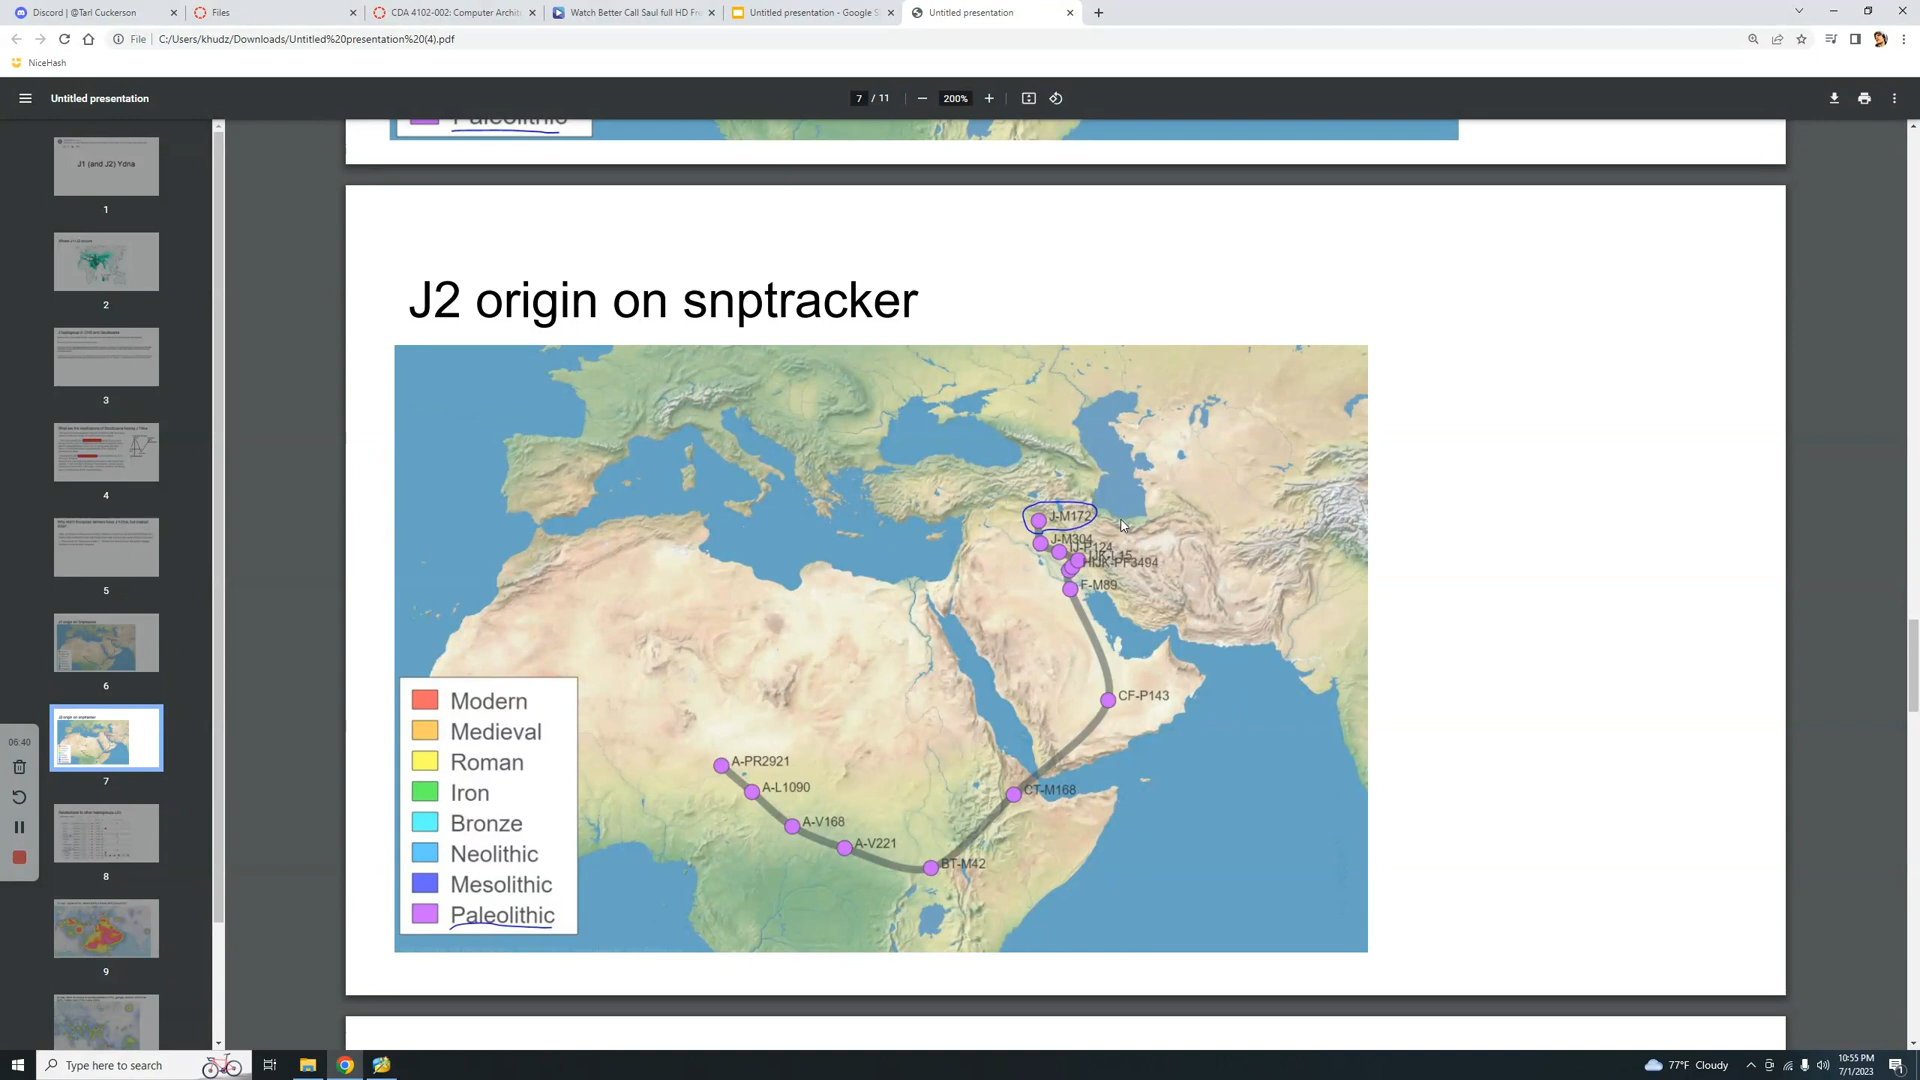 Discord | @Tarl Cuckerson
Files
CDA 4102-002: Computer Archit
Watch Better Call Saul full HD Fr
Untitled presentation - Google S
Untitled presentation
File
C:/Users/khudz/Downloads/Untitled%20presentation%20(4).pdf
NiceHash
Untitled presentation
7 / 11
200%
Paleolithic
J1 (and J2) Ydna
1
2
3
4
5
6
7
8
9
06:40
J2 origin on snptracker
J-M172
J-M304
IJ-P124
HIJK-PF3494
F-M89
CF-P143
CT-M168
BT-M42
A-V221
A-V168
A-L1090
A-PR2921
Modern
Medieval
Roman
Iron
Bronze
Neolithic
Mesolithic
Paleolithic
Type here to search
77°F Cloudy
10:55 PM
7/1/2023